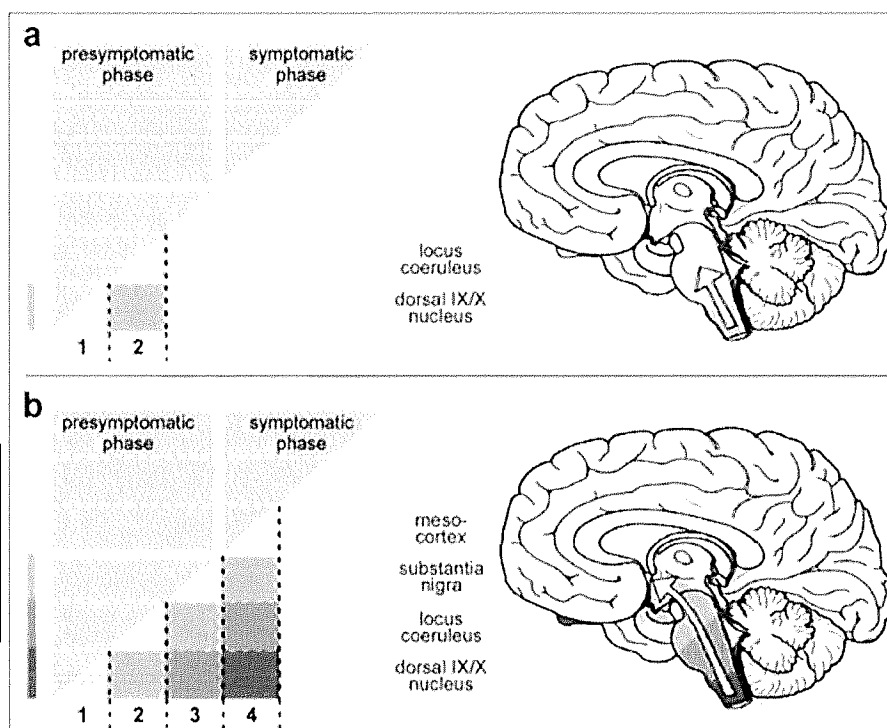 a
presymptomatic
phase
symptomatic
phase
locus
coeruleus
dorsal IX/X
nucleus
1 2
b
presymptomatic
phase
symptomatic
phase
meso-
cortex
substantia
nigra
locus
coeruleus
dorsal IX/X
nucleus
1 2 3 4